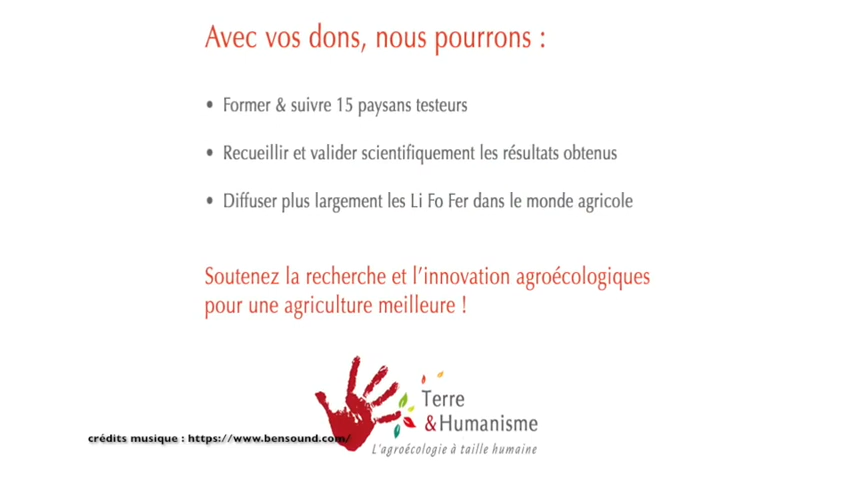 Avec vos dons, nous pourrons :
• Former & suivre 15 paysans testeurs
• Recueillir et valider scientifiquement les résultats obtenus
• Diffuser plus largement les Li Fo Fer dans le monde agricole
Soutenez la recherche et l'innovation agroécologiques
pour une agriculture meilleure !
Terre
&Humanisme
crédits musique : https://www.bensound.com/
L'agroécologie à taille humaine